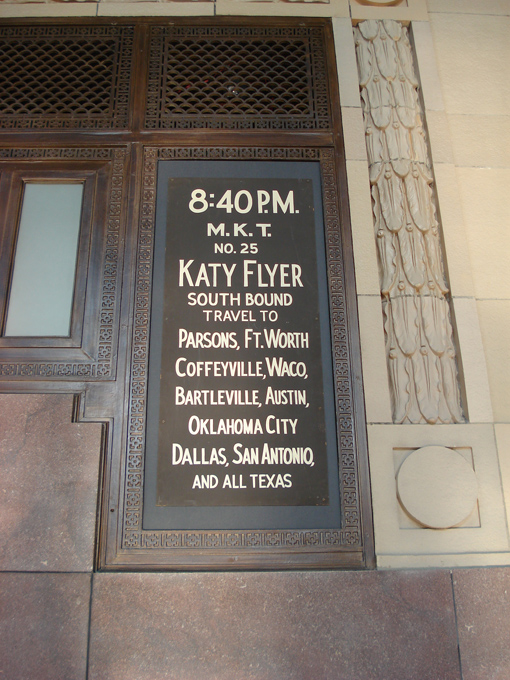 8:40 P.M.
M.K.T.
NO. 25
KATY FLYER
SOUTH BOUND
TRAVEL TO
PARSONS, FT. WORTH
COFFEYVILLE, WACO,
BARTLEVILLE, AUSTIN,
OKLAHOMA CITY
DALLAS, SAN ANTONIO,
AND ALL TEXAS